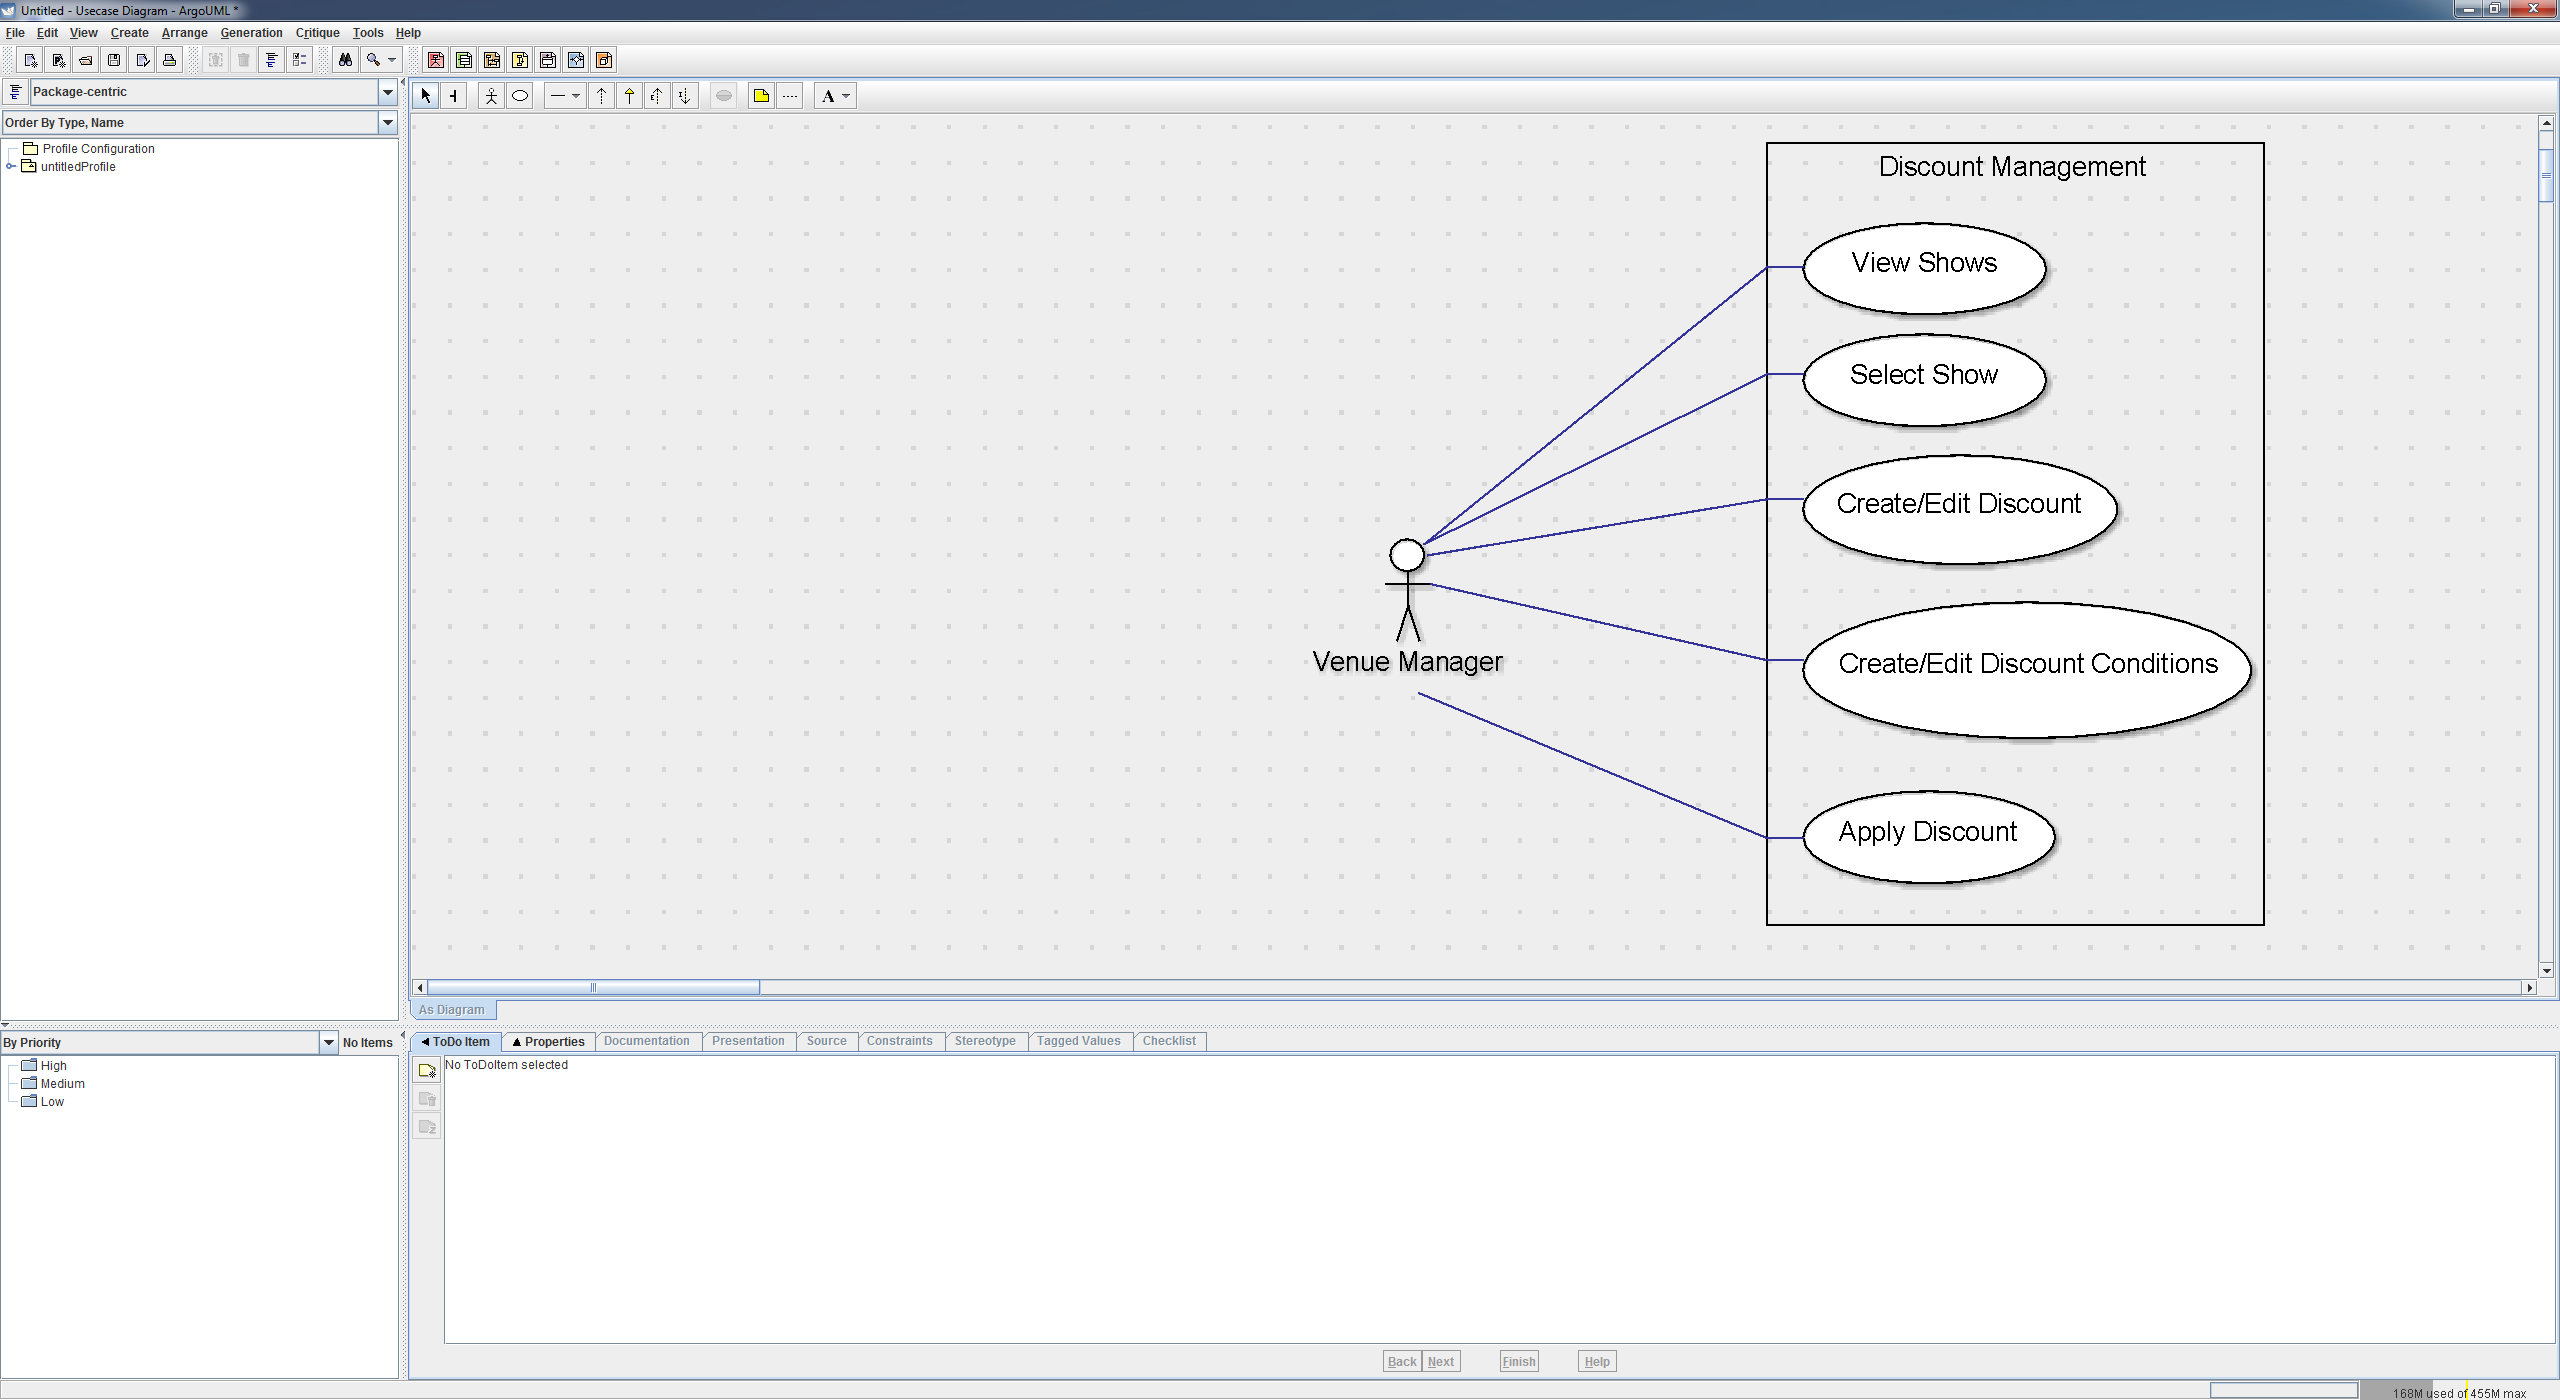 Untitled - Usecase Diagram - ArgoUML *
File Edit View Create Arrange Generation Critique Tools Help
Package-centric
Order By Type, Name
Profile Configuration
untitledProfile
A
Discount Management
View Shows
Select Show
Create/Edit Discount
Create/Edit Discount Conditions
Venue Manager
Apply Discount
As Diagram
By Priority No Items
High
Medium
Low
ToDo Item Properties Documentation Presentation Source Constraints Stereotype Tagged Values Checklist
No ToDoItem selected
Back Next Finish Help
168M used of 455M max